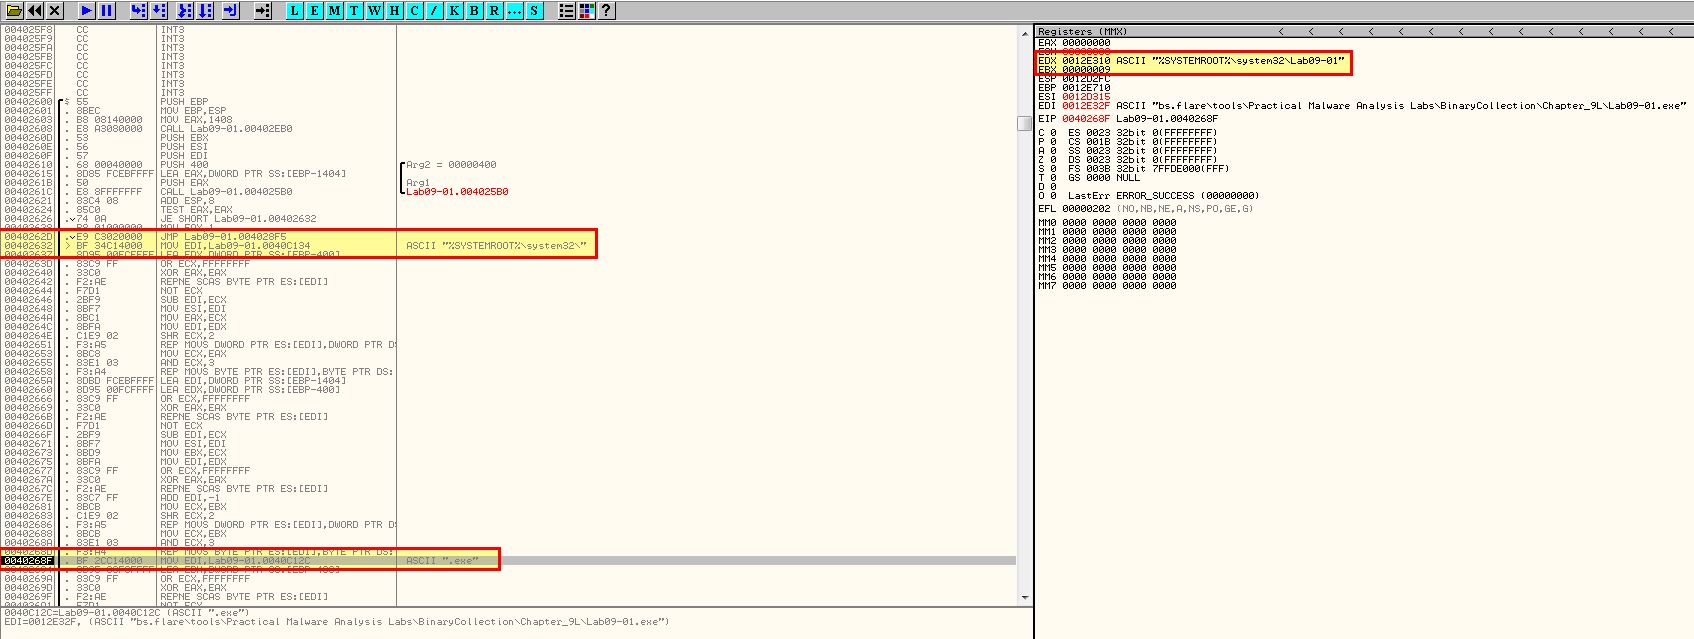 L E M T W H C / K B R ... S ?
004025F8 CC INT3
004025F9 CC INT3
004025FA CC INT3
004025FB CC INT3
004025FC CC INT3
004025FD CC INT3
004025FE CC INT3
004025FF CC INT3
00402600 $ 55 PUSH EBP
00402601 . 8BEC MOV EBP,ESP
00402603 . B8 08140000 MOV EAX,1408
00402608 . E8 A3080000 CALL Lab09-01.00402EB0
0040260D . 53 PUSH EBX
0040260E . 56 PUSH ESI
0040260F . 57 PUSH EDI
00402610 . 68 00040000 PUSH 400 Arg2 = 00000400
00402615 . 8D85 FCEBFFFF LEA EAX,DWORD PTR SS:[EBP-1404]
0040261B . 50 PUSH EAX Arg1
0040261C . E8 8FFFFFFF CALL Lab09-01.004025B0 Lab09-01.004025B0
00402621 . 83C4 08 ADD ESP,8
00402624 . 85C0 TEST EAX,EAX
00402626 . 74 0A JE SHORT Lab09-01.00402632
0040262D . E9 C3020000 JMP Lab09-01.004028F5
00402632 > BF 34C14000 MOV EDI,Lab09-01.0040C134 ASCII "%SYSTEMROOT%\system32\"
00402637 . 8D95 00FCFFFF LEA EDX,DWORD PTR SS:[EBP-400]
0040263D . 83C9 FF OR ECX,FFFFFFFF
00402640 . 33C0 XOR EAX,EAX
00402642 . F2:AE REPNE SCAS BYTE PTR ES:[EDI]
00402644 . F7D1 NOT ECX
00402646 . 2BF9 SUB EDI,ECX
00402648 . 8BF7 MOV ESI,EDI
0040264A . 8BC1 MOV EAX,ECX
0040264C . 8BFA MOV EDI,EDX
0040264E . C1E9 02 SHR ECX,2
00402651 . F3:A5 REP MOVS DWORD PTR ES:[EDI],DWORD PTR D
00402653 . 8BC8 MOV ECX,EAX
00402655 . 83E1 03 AND ECX,3
00402658 . F3:A4 REP MOVS BYTE PTR ES:[EDI],BYTE PTR DS:
0040265A . 8DBD FCEBFFFF LEA EDI,DWORD PTR SS:[EBP-1404]
00402660 . 8D95 00FCFFFF LEA EDX,DWORD PTR SS:[EBP-400]
00402666 . 83C9 FF OR ECX,FFFFFFFF
00402669 . 33C0 XOR EAX,EAX
0040266B . F2:AE REPNE SCAS BYTE PTR ES:[EDI]
0040266D . F7D1 NOT ECX
0040266F . 2BF9 SUB EDI,ECX
00402671 . 8BF7 MOV ESI,EDI
00402673 . 8BD9 MOV EBX,ECX
00402675 . 8BFA MOV EDI,EDX
00402677 . 83C9 FF OR ECX,FFFFFFFF
0040267A . 33C0 XOR EAX,EAX
0040267C . F2:AE REPNE SCAS BYTE PTR ES:[EDI]
0040267E . 83C7 FF ADD EDI,-1
00402681 . 8BCB MOV ECX,EBX
00402683 . C1E9 02 SHR ECX,2
00402686 . F3:A5 REP MOVS DWORD PTR ES:[EDI],DWORD PTR D
00402688 . 8BCB MOV ECX,EBX
0040268A . 83E1 03 AND ECX,3
0040268D . F3:A4 REP MOVS BYTE PTR ES:[EDI],BYTE PTR DS:
0040268F . BF 2CC14000 MOV EDI,Lab09-01.0040C12C ASCII ".exe"
0040269A . 83C9 FF OR ECX,FFFFFFFF
0040269D . 33C0 XOR EAX,EAX
0040269F . F2:AE REPNE SCAS BYTE PTR ES:[EDI]
004026A1 . F7D1 NOT ECX
0040C12C=Lab09-01.0040C12C (ASCII ".exe")
EDI=0012E32F, (ASCII "bs.flare\tools\Practical Malware Analysis Labs\BinaryCollection\Chapter_9L\Lab09-01.exe")
Registers (MMX) < < < < < < < < < < < < < <
EAX 00000000
ECX 00000000
EDX 0012E310 ASCII "%SYSTEMROOT%\system32\Lab09-01"
EBX 00000009
ESP 0012D2FC
EBP 0012E710
ESI 0012D315
EDI 0012E32F ASCII "bs.flare\tools\Practical Malware Analysis Labs\BinaryCollection\Chapter_9L\Lab09-01.exe"
EIP 0040268F Lab09-01.0040268F
C 0 ES 0023 32bit 0(FFFFFFFF)
P 0 CS 001B 32bit 0(FFFFFFFF)
A 0 SS 0023 32bit 0(FFFFFFFF)
Z 0 DS 0023 32bit 0(FFFFFFFF)
S 0 FS 003B 32bit 7FFDE000(FFF)
T 0 GS 0000 NULL
D 0
O 0 LastErr ERROR_SUCCESS (00000000)
EFL 00000202 (NO,NB,NE,A,NS,PO,GE,G)
MM0 0000 0000 0000 0000
MM1 0000 0000 0000 0000
MM2 0000 0000 0000 0000
MM3 0000 0000 0000 0000
MM4 0000 0000 0000 0000
MM5 0000 0000 0000 0000
MM6 0000 0000 0000 0000
MM7 0000 0000 0000 0000